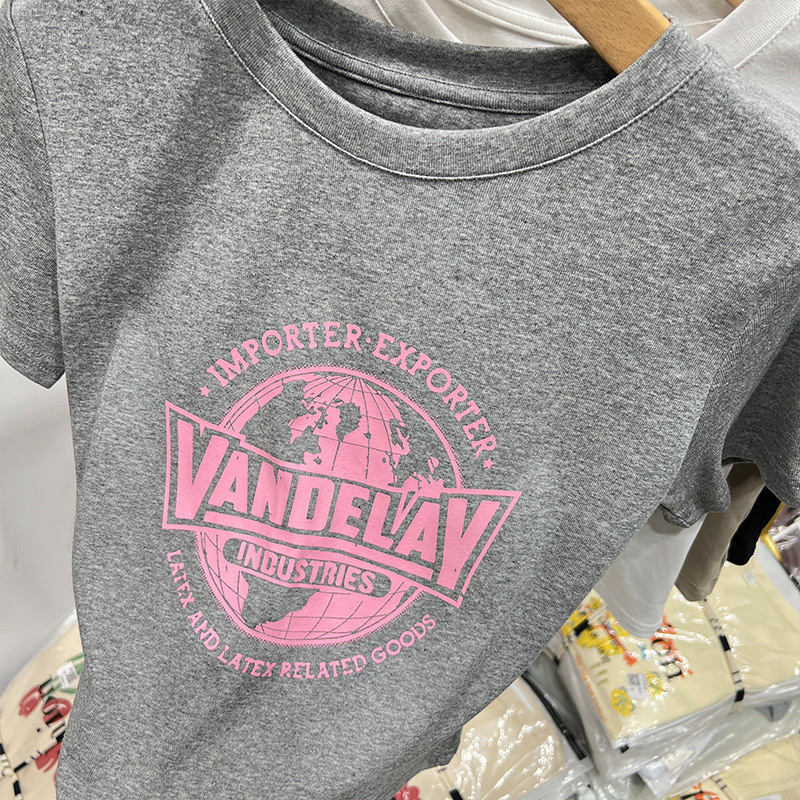 IMPORTER·EXPORTER
VANDELAY
INDUSTRIES
LATEX AND LATEX RELATED GOODS